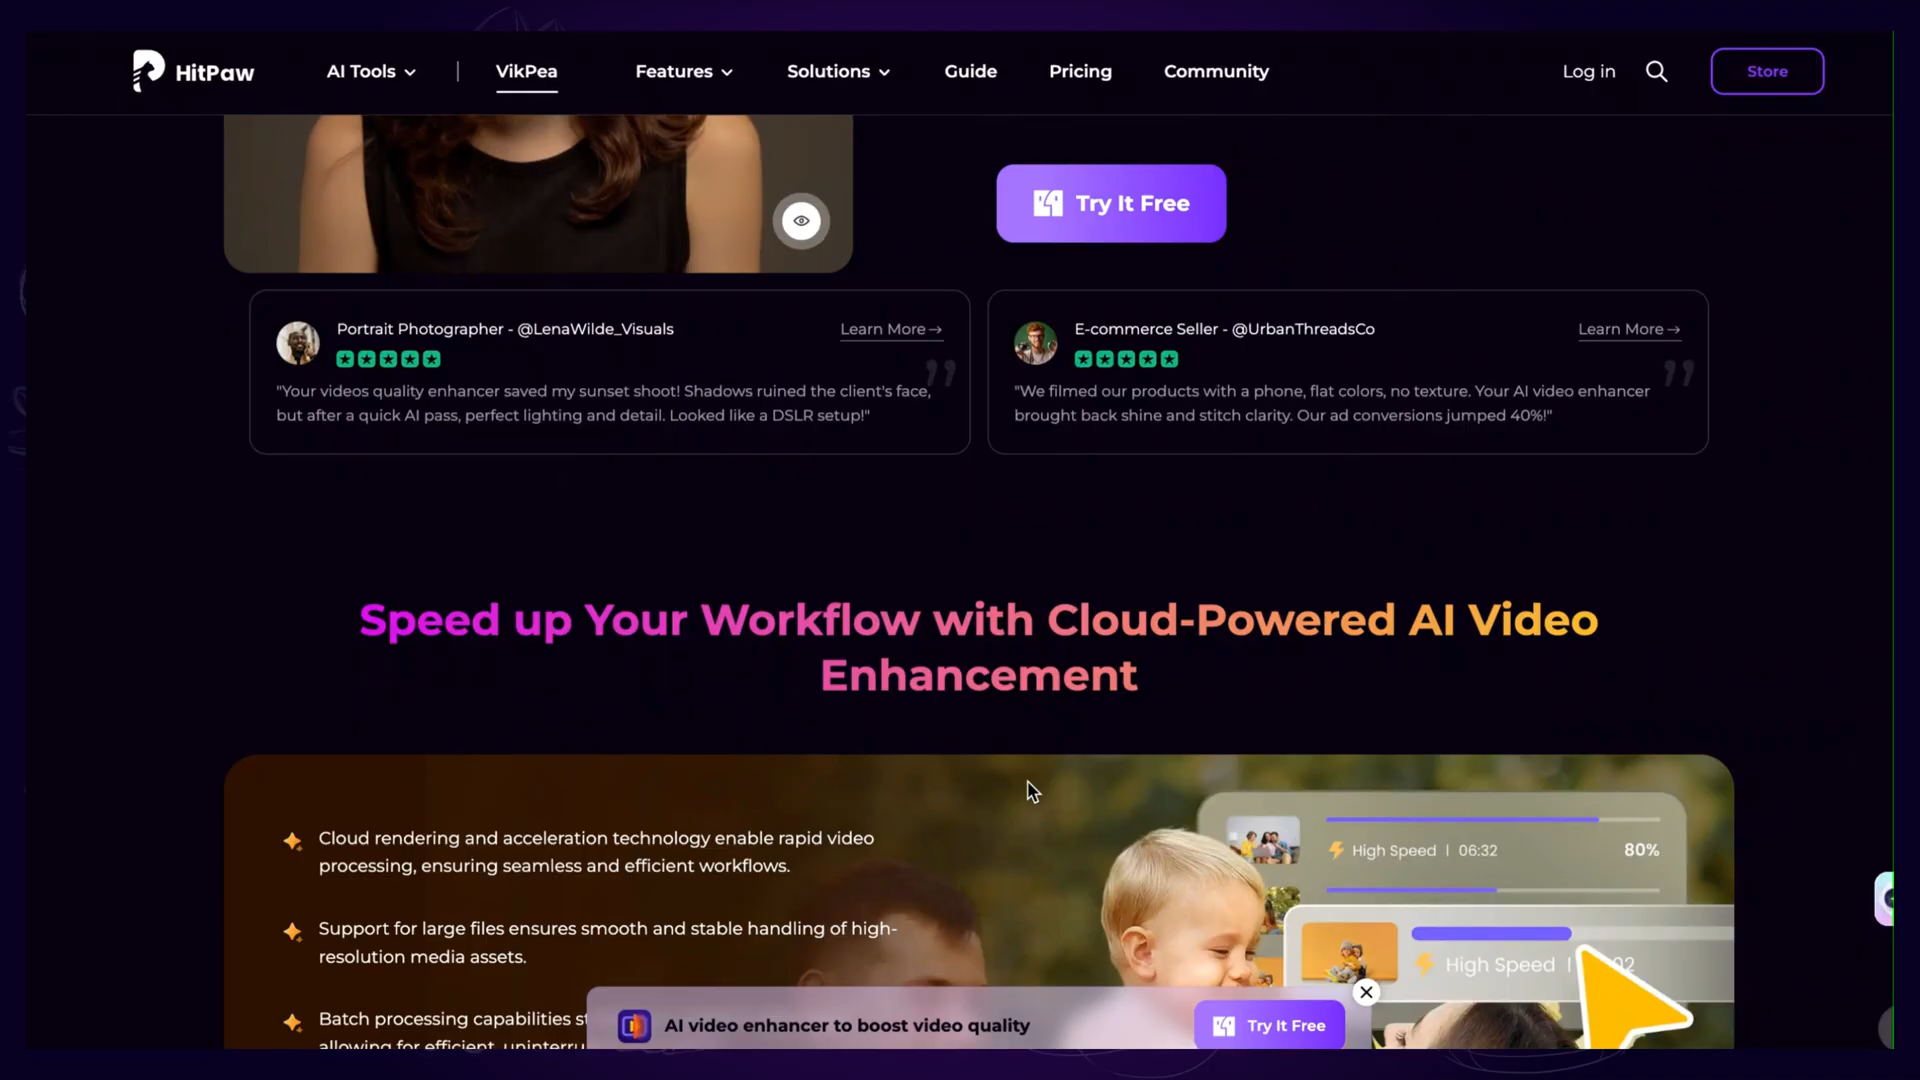 HitPaw
AI Tools
VikPea
Features
Solutions
Guide
Pricing
Community
Log in
Store
Try It Free
Portrait Photographer - @LenaWilde_Visuals
Learn More→
"Your videos quality enhancer saved my sunset shoot! Shadows ruined the client's face,
but after a quick AI pass, perfect lighting and detail. Looked like a DSLR setup!"
E-commerce Seller - @UrbanThreadsCo
Learn More→
"We filmed our products with a phone, flat colors, no texture. Your AI video enhancer
brought back shine and stitch clarity. Our ad conversions jumped 40%!"
Speed up Your Workflow with Cloud-Powered AI Video
Enhancement
Cloud rendering and acceleration technology enable rapid video
processing, ensuring seamless and efficient workflows.
Support for large files ensures smooth and stable handling of high-
resolution media assets.
Batch processing capabilities
allowing for efficient,
High Speed | 06:32
80%
High Speed |
AI video enhancer to boost video quality
Try It Free